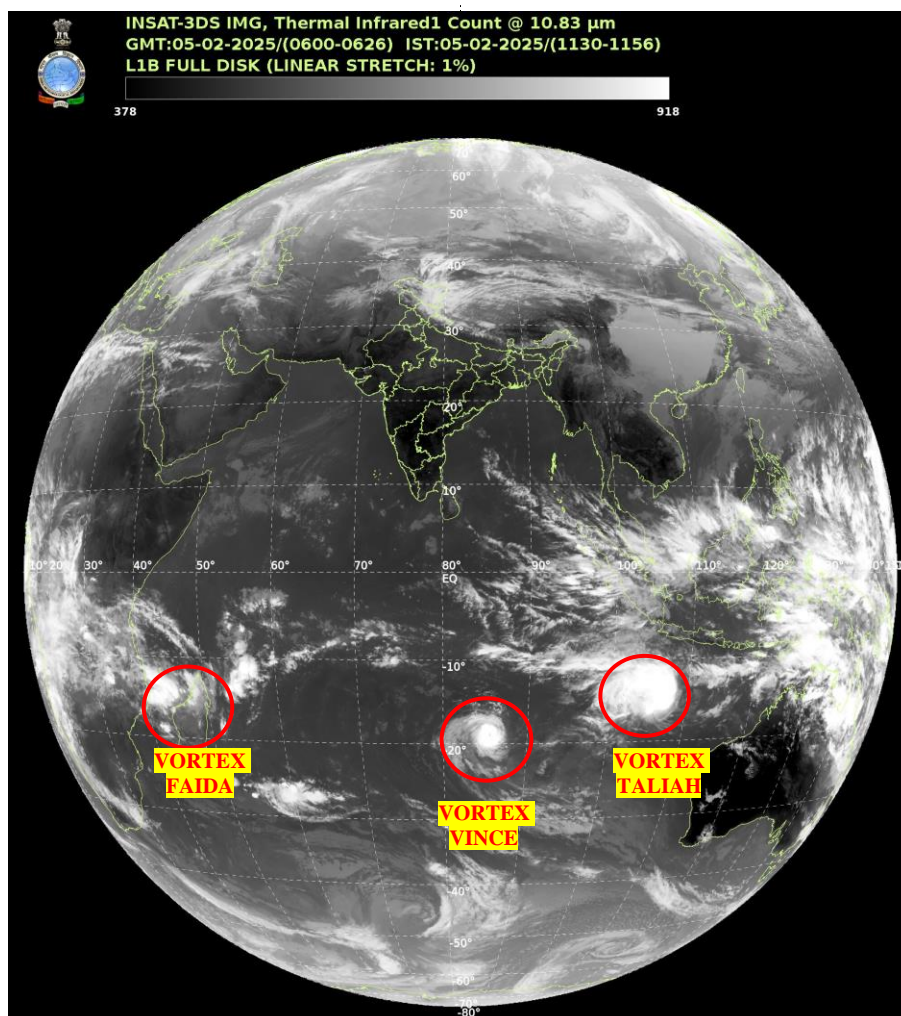 INSAT-3DS IMG, Thermal Infrared1 Count @ 10.83 μm
GMT:05-02-2025/(0600-0626) IST:05-02-2025/(1130-1156)
L1B FULL DISK (LINEAR STRETCH: 1%)
378 918
60°
50°
40°
30°
20°
10°
10° 20° 30° 40° 50° 60° 70° 80° 90° 100° 110° 120°
EQ
-10°
20°
VORTEX
FAIDA
VORTEX
TALIAH
VORTEX
VINCE
-40°
-50°
-60°
-70°
-80°